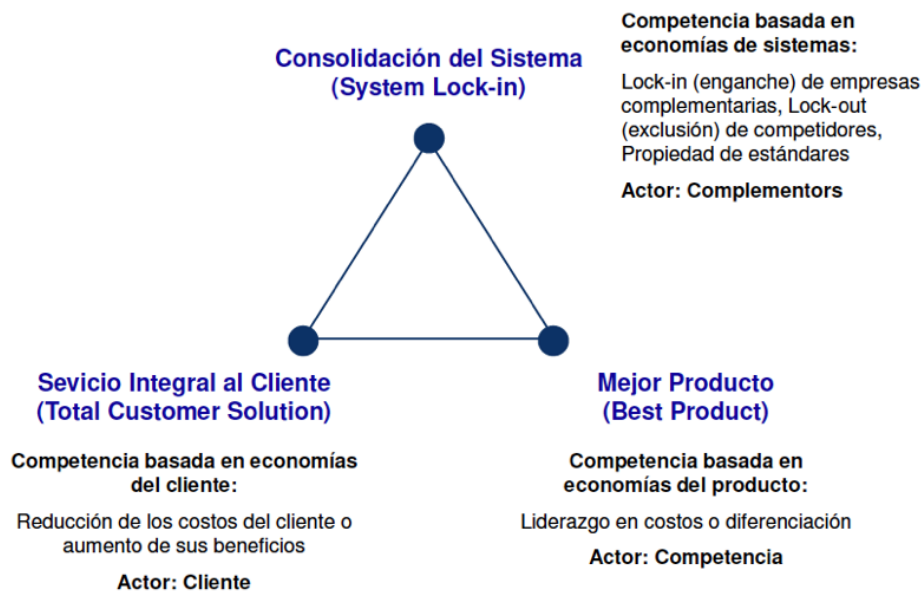 Consolidación del Sistema
(System Lock-in)
Competencia basada en
economías de sistemas:
Lock-in (enganche) de empresas
complementarias, Lock-out
(exclusión) de competidores,
Propiedad de estándares
Actor: Complementors
Sevicio Integral al Cliente
(Total Customer Solution)
Competencia basada en economías
del cliente:
Reducción de los costos del cliente o
aumento de sus beneficios
Actor: Cliente
Mejor Producto
(Best Product)
Competencia basada en
economías del producto:
Liderazgo en costos o diferenciación
Actor: Competencia